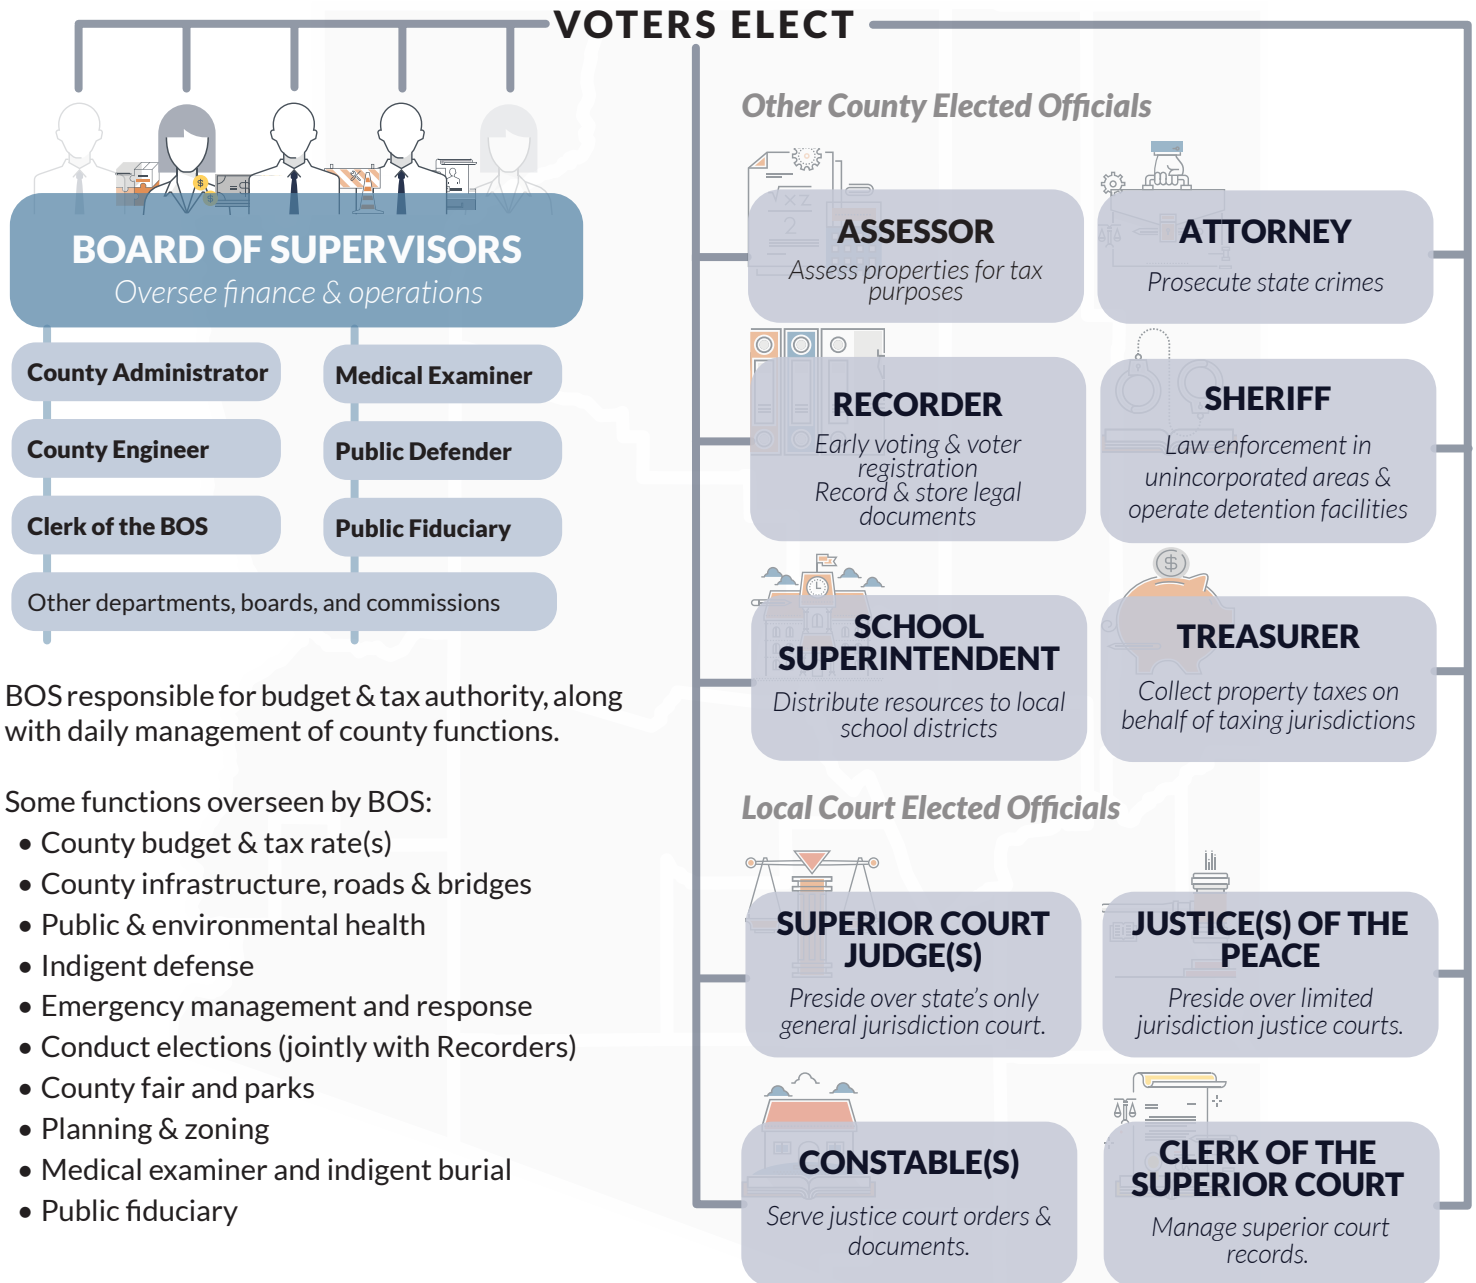 VOTERS ELECT
BOARD OF SUPERVISORS
Oversee finance & operations
County Administrator
Medical Examiner
County Engineer
Public Defender
Clerk of the BOS
Public Fiduciary
Other departments, boards, and commissions
BOS responsible for budget & tax authority, along
with daily management of county functions.
Some functions overseen by BOS:
• County budget & tax rate(s)
• County infrastructure, roads & bridges
• Public & environmental health
• Indigent defense
• Emergency management and response
• Conduct elections (jointly with Recorders)
• County fair and parks
• Planning & zoning
• Medical examiner and indigent burial
• Public fiduciary
Other County Elected Officials
ASSESSOR
Assess properties for tax
purposes
ATTORNEY
Prosecute state crimes
RECORDER
Early voting & voter
registration
Record & store legal
documents
SHERIFF
Law enforcement in
unincorporated areas &
operate detention facilities
SCHOOL
SUPERINTENDENT
Distribute resources to local
school districts
TREASURER
Collect property taxes on
behalf of taxing jurisdictions
Local Court Elected Officials
SUPERIOR COURT
JUDGE(S)
Preside over state's only
general jurisdiction court.
JUSTICE(S) OF THE
PEACE
Preside over limited
jurisdiction justice courts.
CONSTABLE(S)
Serve justice court orders &
documents.
CLERK OF THE
SUPERIOR COURT
Manage superior court
records.